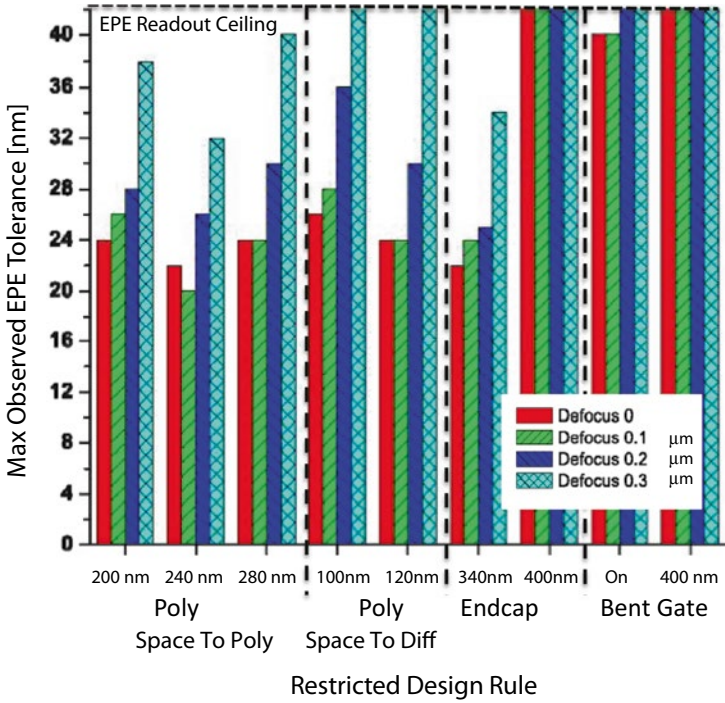 EPE Readout Ceiling
40
36
32
28
24
20
16
12
8
4
0
Max Observed EPE Tolerance [nm]
Defocus 0
Defocus 0.1 μm
Defocus 0.2 μm
Defocus 0.3 μm
200 nm 240 nm 280 nm 100nm 120nm 340nm 400nm On 400 nm
Poly Poly Endcap Bent Gate
Space To Poly Space To Diff
Restricted Design Rule